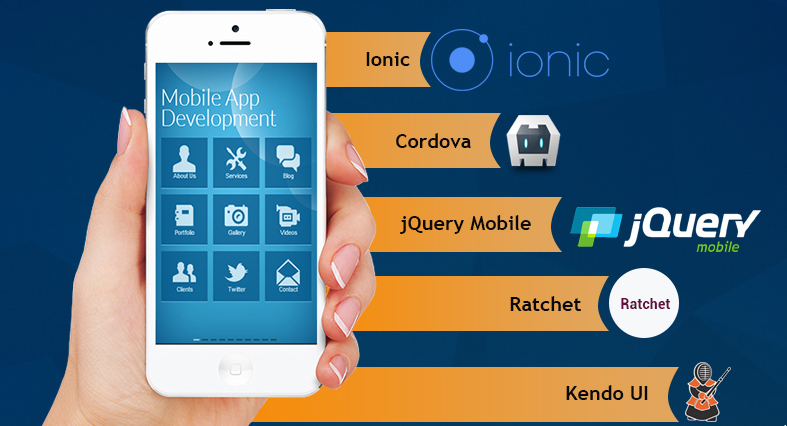 Mobile App
Development
About Us
Services
Blog
Portfolio
Gallery
Videos
Clients
Twitter
Contact
Ionic
ionic
Cordova
jQuery Mobile
jQuery
mobile
Ratchet
Ratchet
Kendo UI